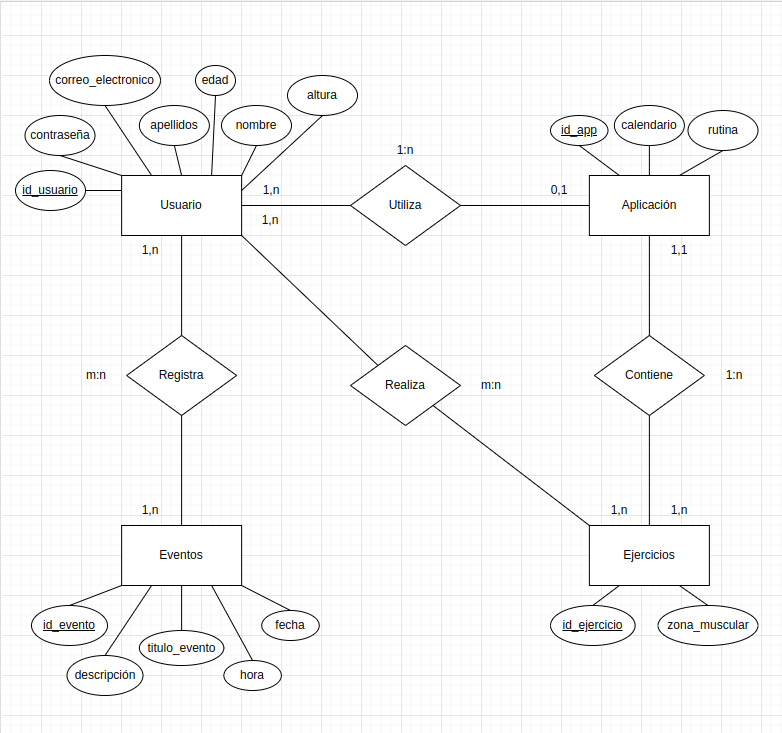 correo_electronico
edad
altura
contraseña
apellidos
nombre
id_usuario
id_app
calendario
rutina
1:n
Usuario
1,n
Utiliza
0,1
Aplicación
1,n
1,n
1,1
m:n
Registra
Realiza
m:n
Contiene
1:n
1,n
1,n
1,n
Eventos
Ejercicios
id_evento
fecha
titulo_evento
descripción
hora
id_ejercicio
zona_muscular